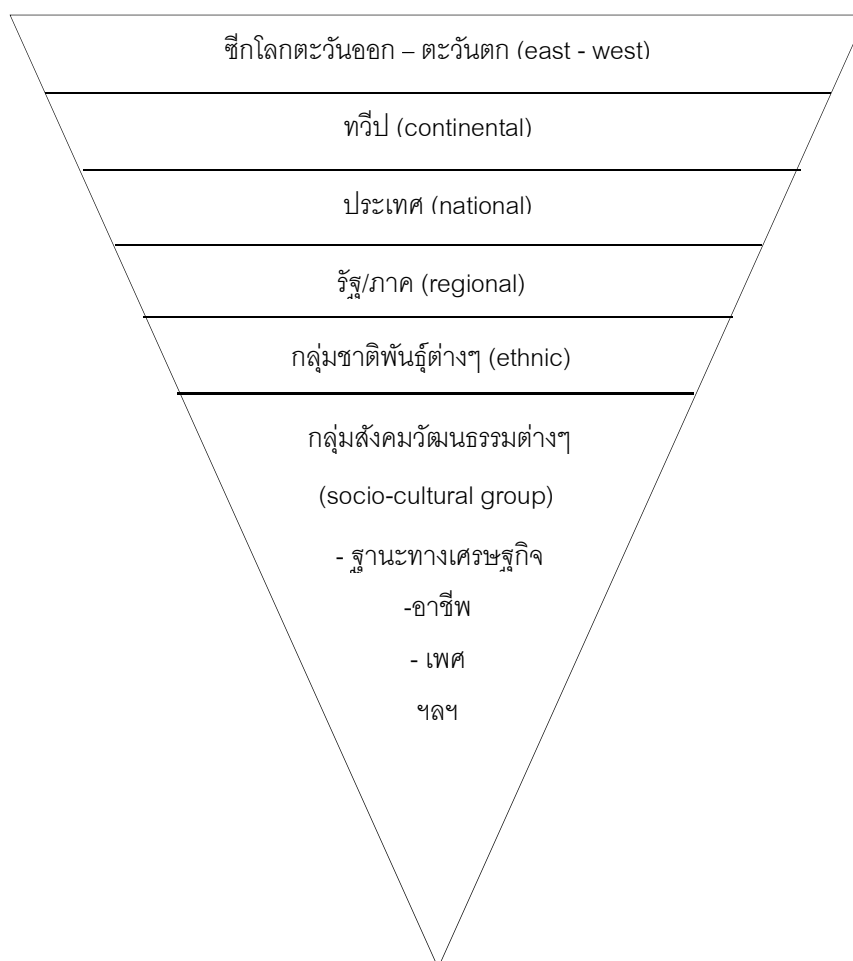 ซีกโลกตะวันออก – ตะวันตก (east - west)
ทวีป (continental)
ประเทศ (national)
รัฐ/ภาค (regional)
กลุ่มชาติพันธุ์ต่างๆ (ethnic)
กลุ่มสังคมวัฒนธรรมต่างๆ
(socio-cultural group)
- ฐานะทางเศรษฐกิจ
-อาชีพ
- เพศ
ฯลฯ